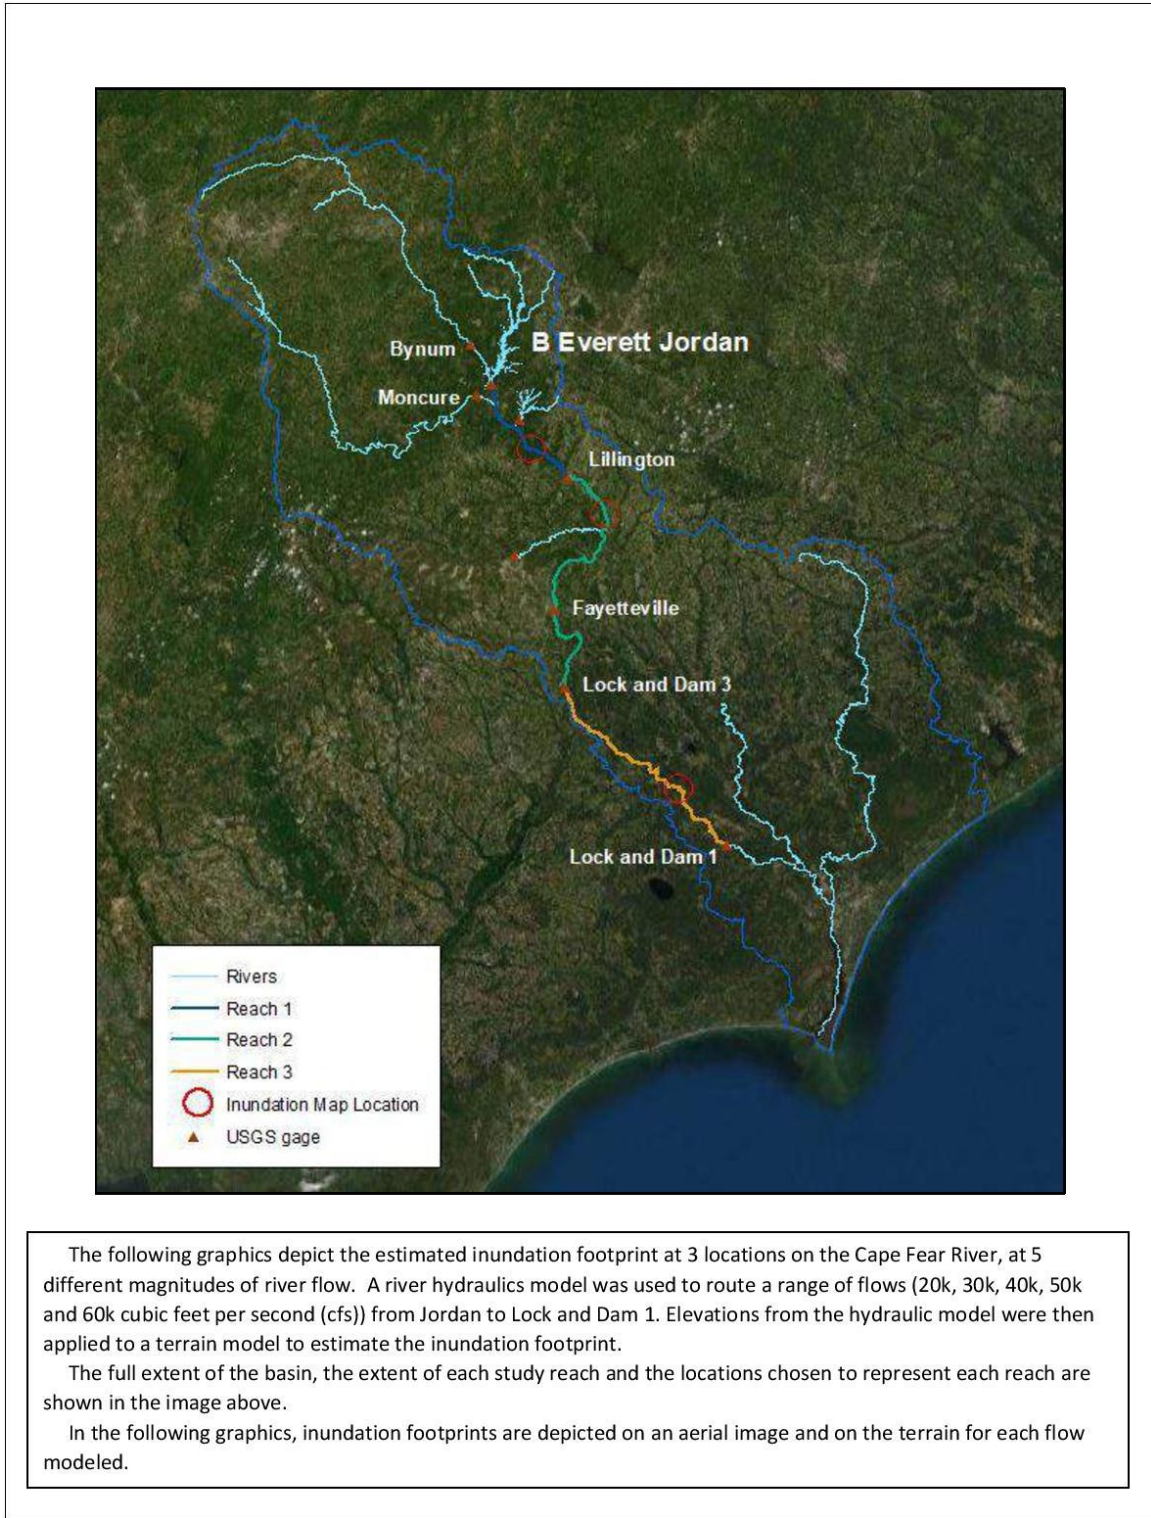 Bynum
B Everett Jordan
Moncure
Lillington
Fayetteville
Lock and Dam 3
Lock and Dam 1
Rivers
Reach 1
Reach 2
Reach 3
Inundation Map Location
USGS gage
The following graphics depict the estimated inundation footprint at 3 locations on the Cape Fear River, at 5
different magnitudes of river flow. A river hydraulics model was used to route a range of flows (20k, 30k, 40k, 50k
and 60k cubic feet per second (cfs)) from Jordan to Lock and Dam 1. Elevations from the hydraulic model were then
applied to a terrain model to estimate the inundation footprint.
The full extent of the basin, the extent of each study reach and the locations chosen to represent each reach are
shown in the image above.
In the following graphics, inundation footprints are depicted on an aerial image and on the terrain for each flow
modeled.